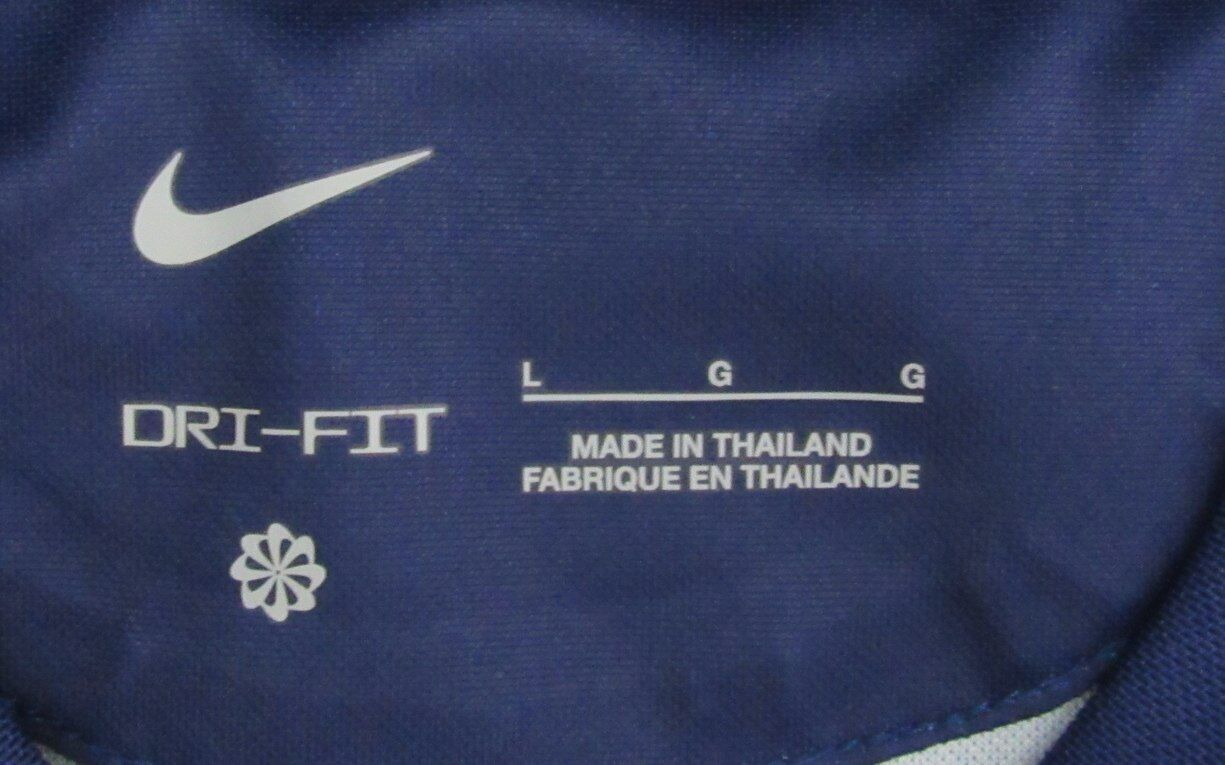 DRI-FIT
L G G
MADE IN THAILAND
FABRIQUE EN THAILANDE